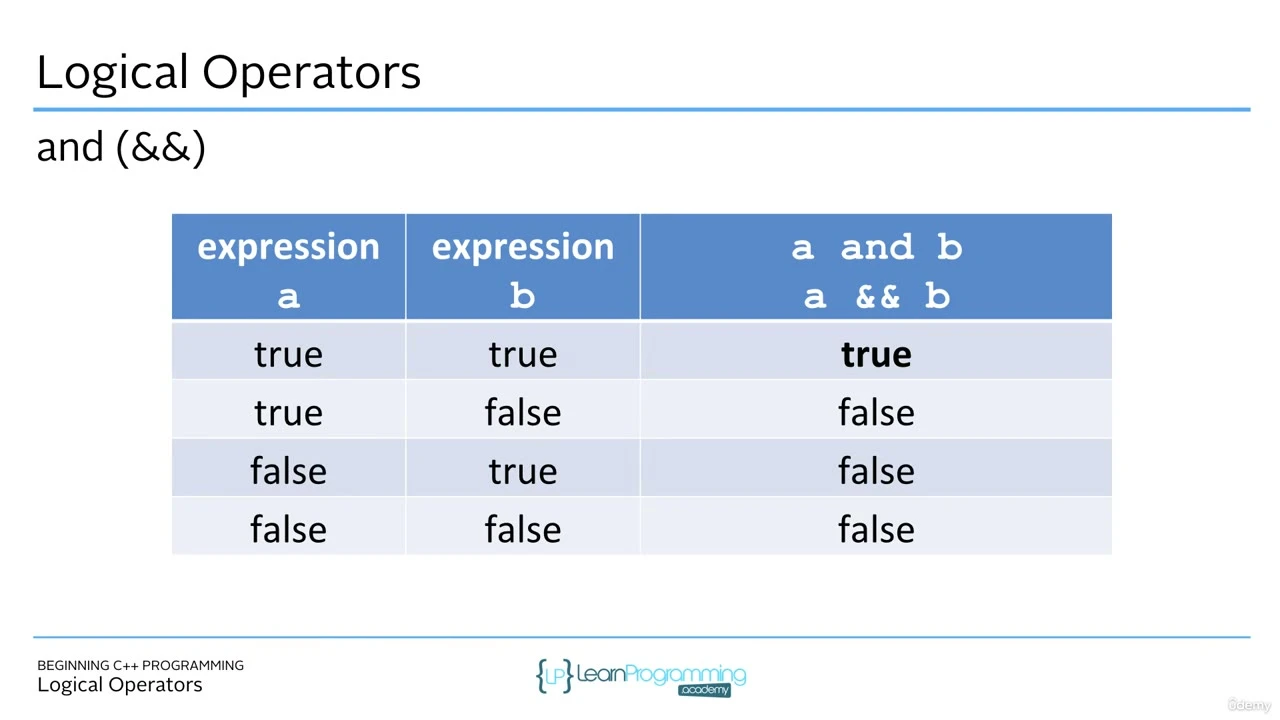 Logical Operators
and (&&)
expression a
expression b
a and b
a && b
true true true
true false false
false true false
false false false
BEGINNING C++ PROGRAMMING
Logical Operators
{LP} LearnProgramming
academy
ûdemy